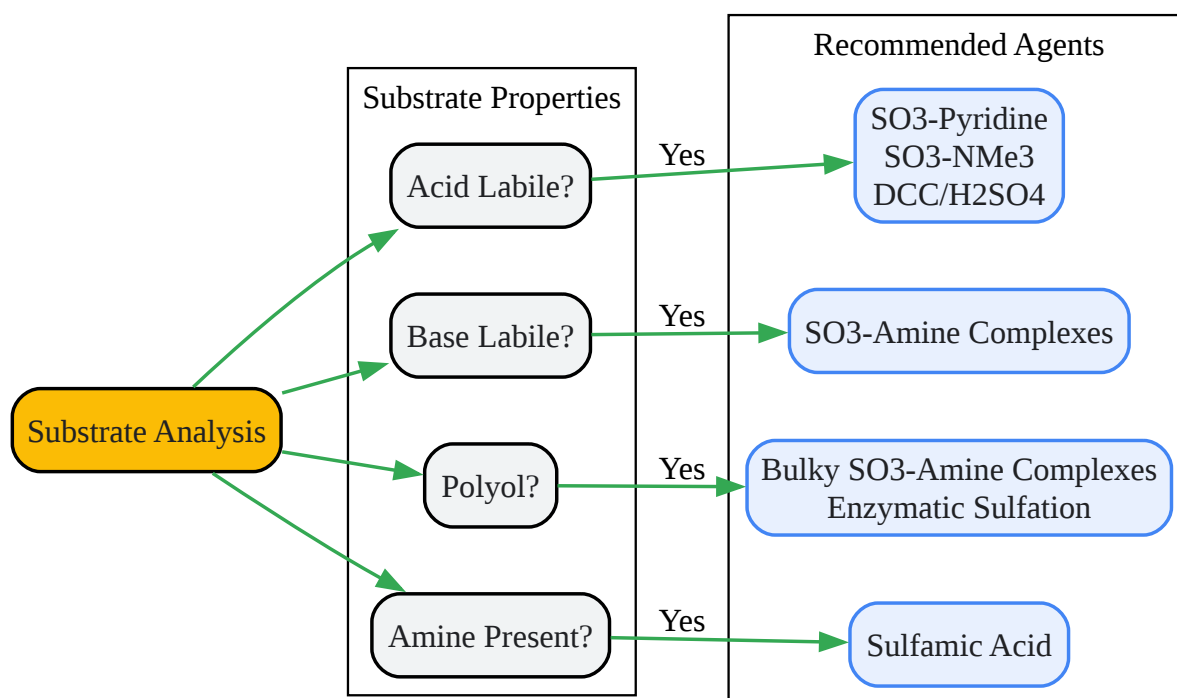 Recommended Agents
Substrate Properties
SO3-Pyridine
SO3-NMe3
DCC/H2SO4
Yes
Acid Labile?
Yes
Base Labile?
SO3-Amine Complexes
Substrate Analysis
Yes
Polyol?
Bulky SO3-Amine Complexes
Enzymatic Sulfation
Yes
Amine Present?
Sulfamic Acid